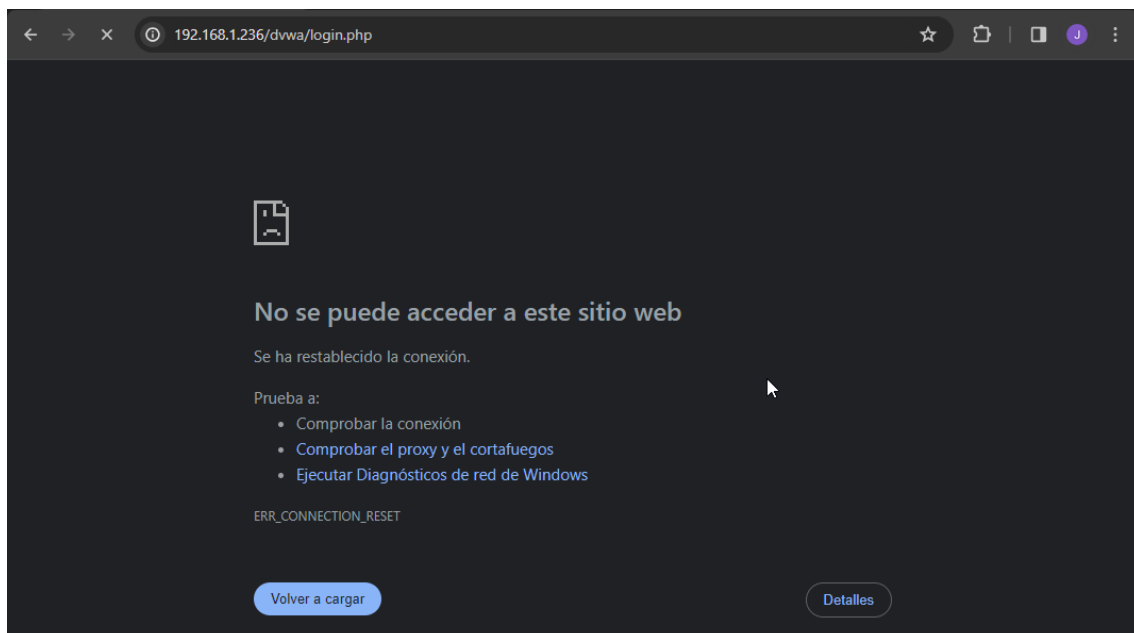 192.168.1.236/dvwa/login.php
J
No se puede acceder a este sitio web
Se ha restablecido la conexión.
Prueba a:
• Comprobar la conexión
• Comprobar el proxy y el cortafuegos
• Ejecutar Diagnósticos de red de Windows
ERR_CONNECTION_RESET
Volver a cargar
Detalles